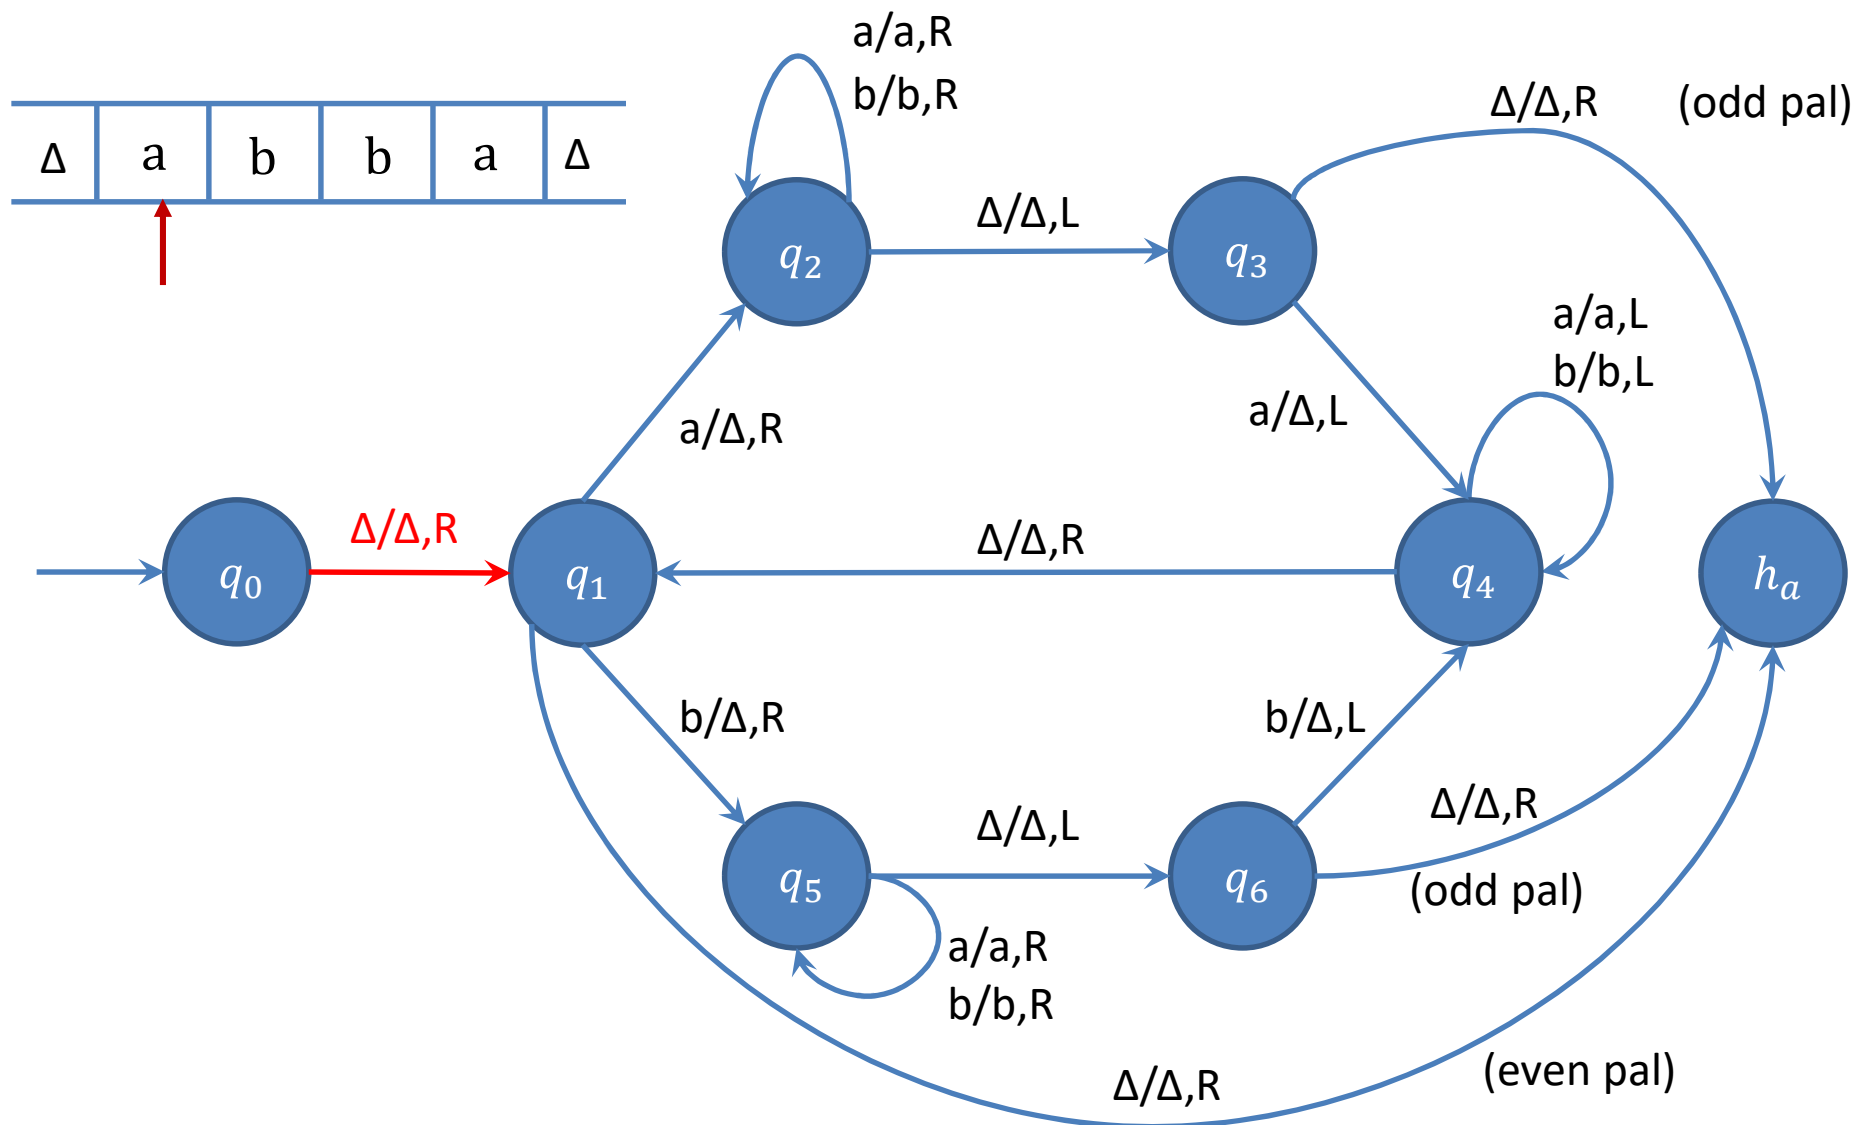 a/a,R
b/b,R
Δ/Δ,R (odd pal)
Δ a b b a Δ
Δ/Δ,L
q₂ q₃
a/a,L
b/b,L
a/Δ,R a/Δ,L
Δ/Δ,R Δ/Δ,R
q₀ q₁ q₄ hₐ
b/Δ,R b/Δ,L
Δ/Δ,L Δ/Δ,R
q₅ q₆ (odd pal)
a/a,R
b/b,R
Δ/Δ,R (even pal)